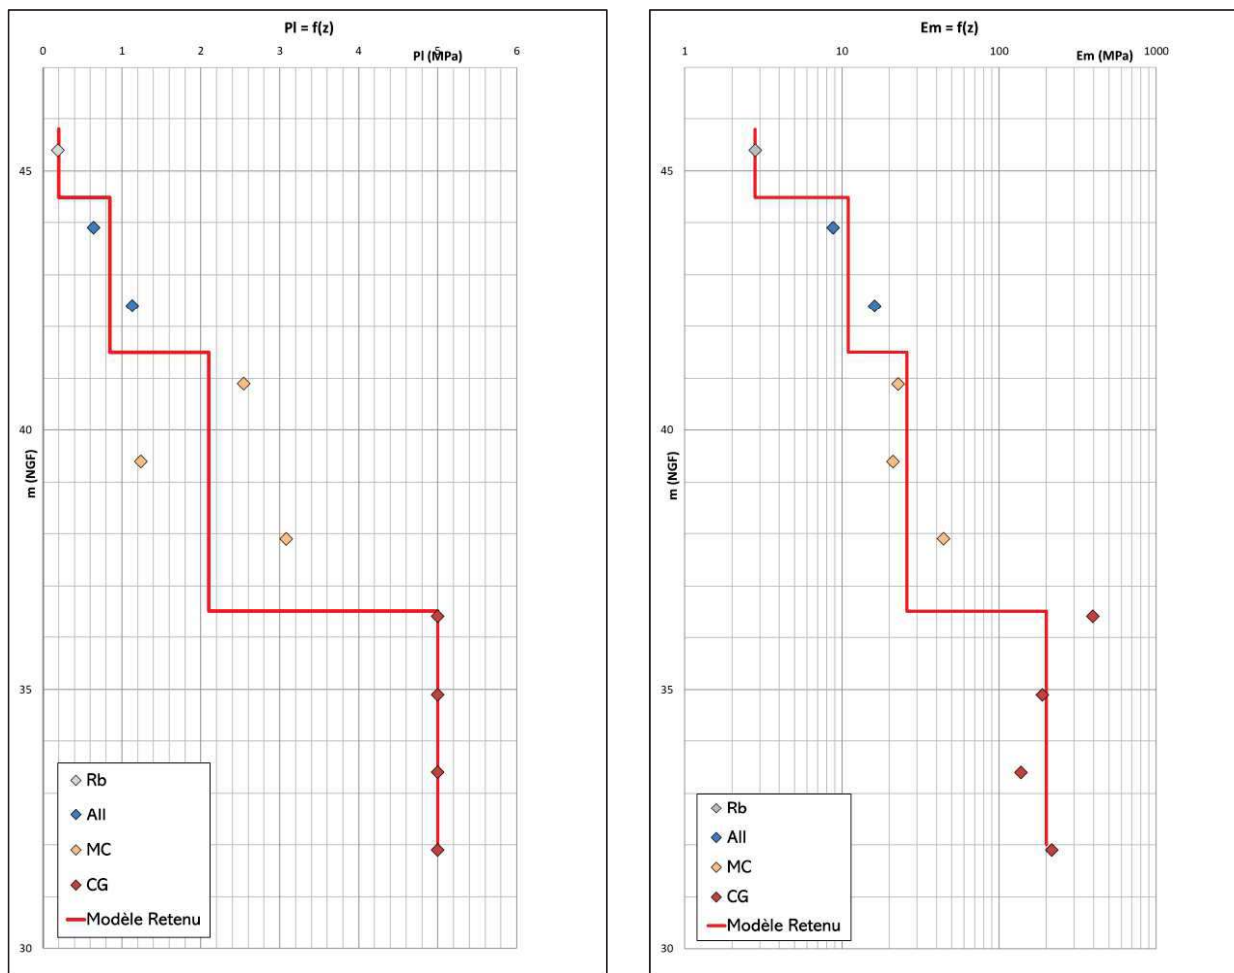 Pl = f(z)
0 1 2 3 4 5 6
Pl (MPa)
45
40
m (NGF)
35
30
Rb
All
MC
CG
Modèle Retenu
Em = f(z)
1 10 100 1000
Em (MPa)
45
40
m (NGF)
35
30
Rb
All
MC
CG
Modèle Retenu